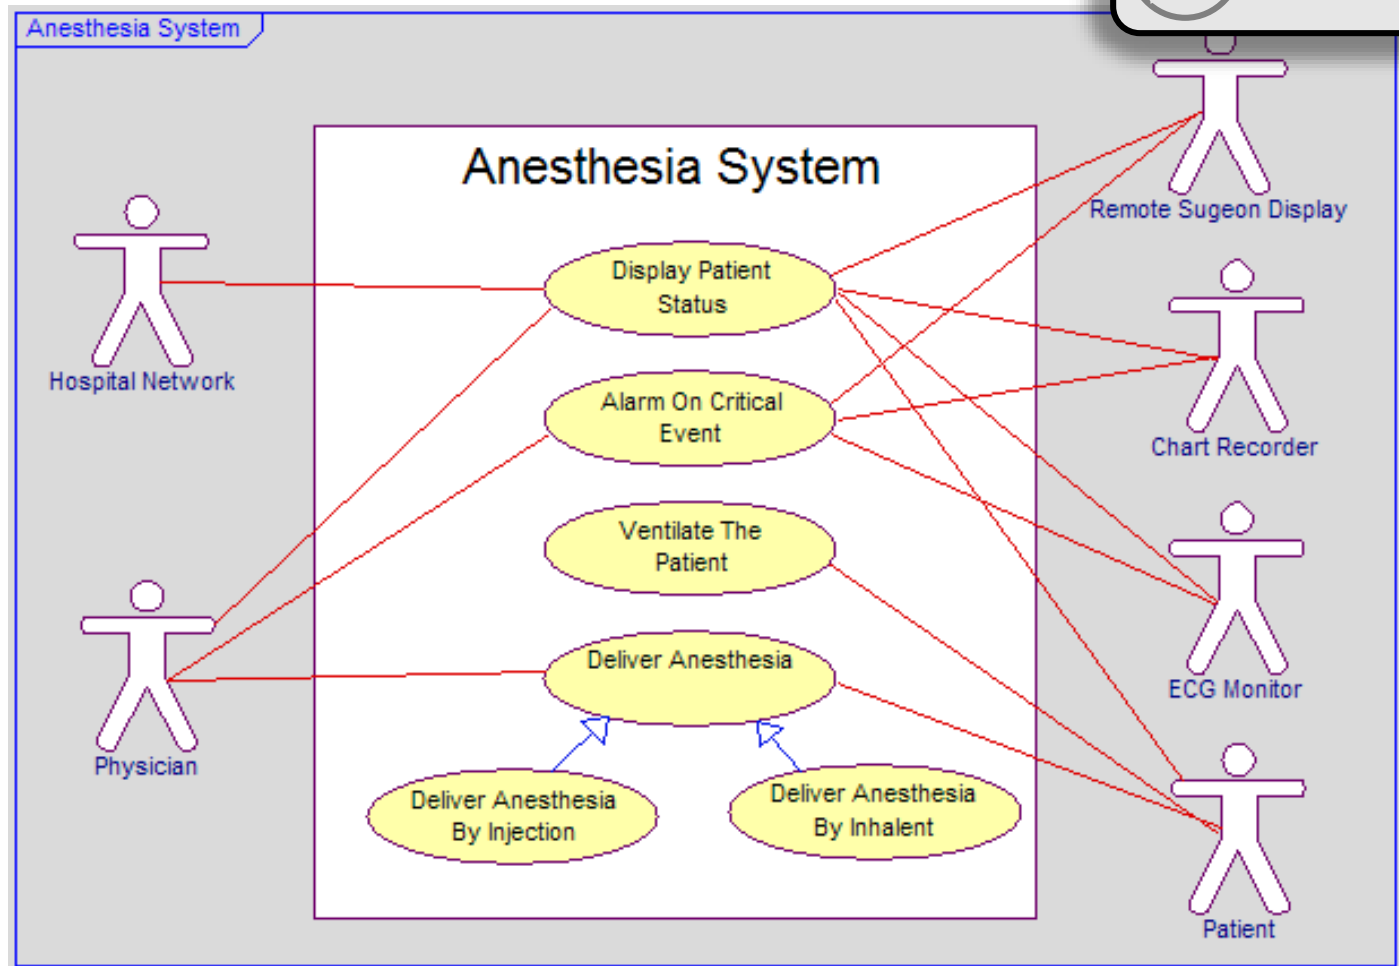 Anesthesia System
Anesthesia System
Remote Sugeon Display
Display Patient
Status
Hospital Network
Alarm On Critical
Event
Chart Recorder
Ventilate The
Patient
Deliver Anesthesia
ECG Monitor
Physician
Deliver Anesthesia
By Injection
Deliver Anesthesia
By Inhalent
Patient